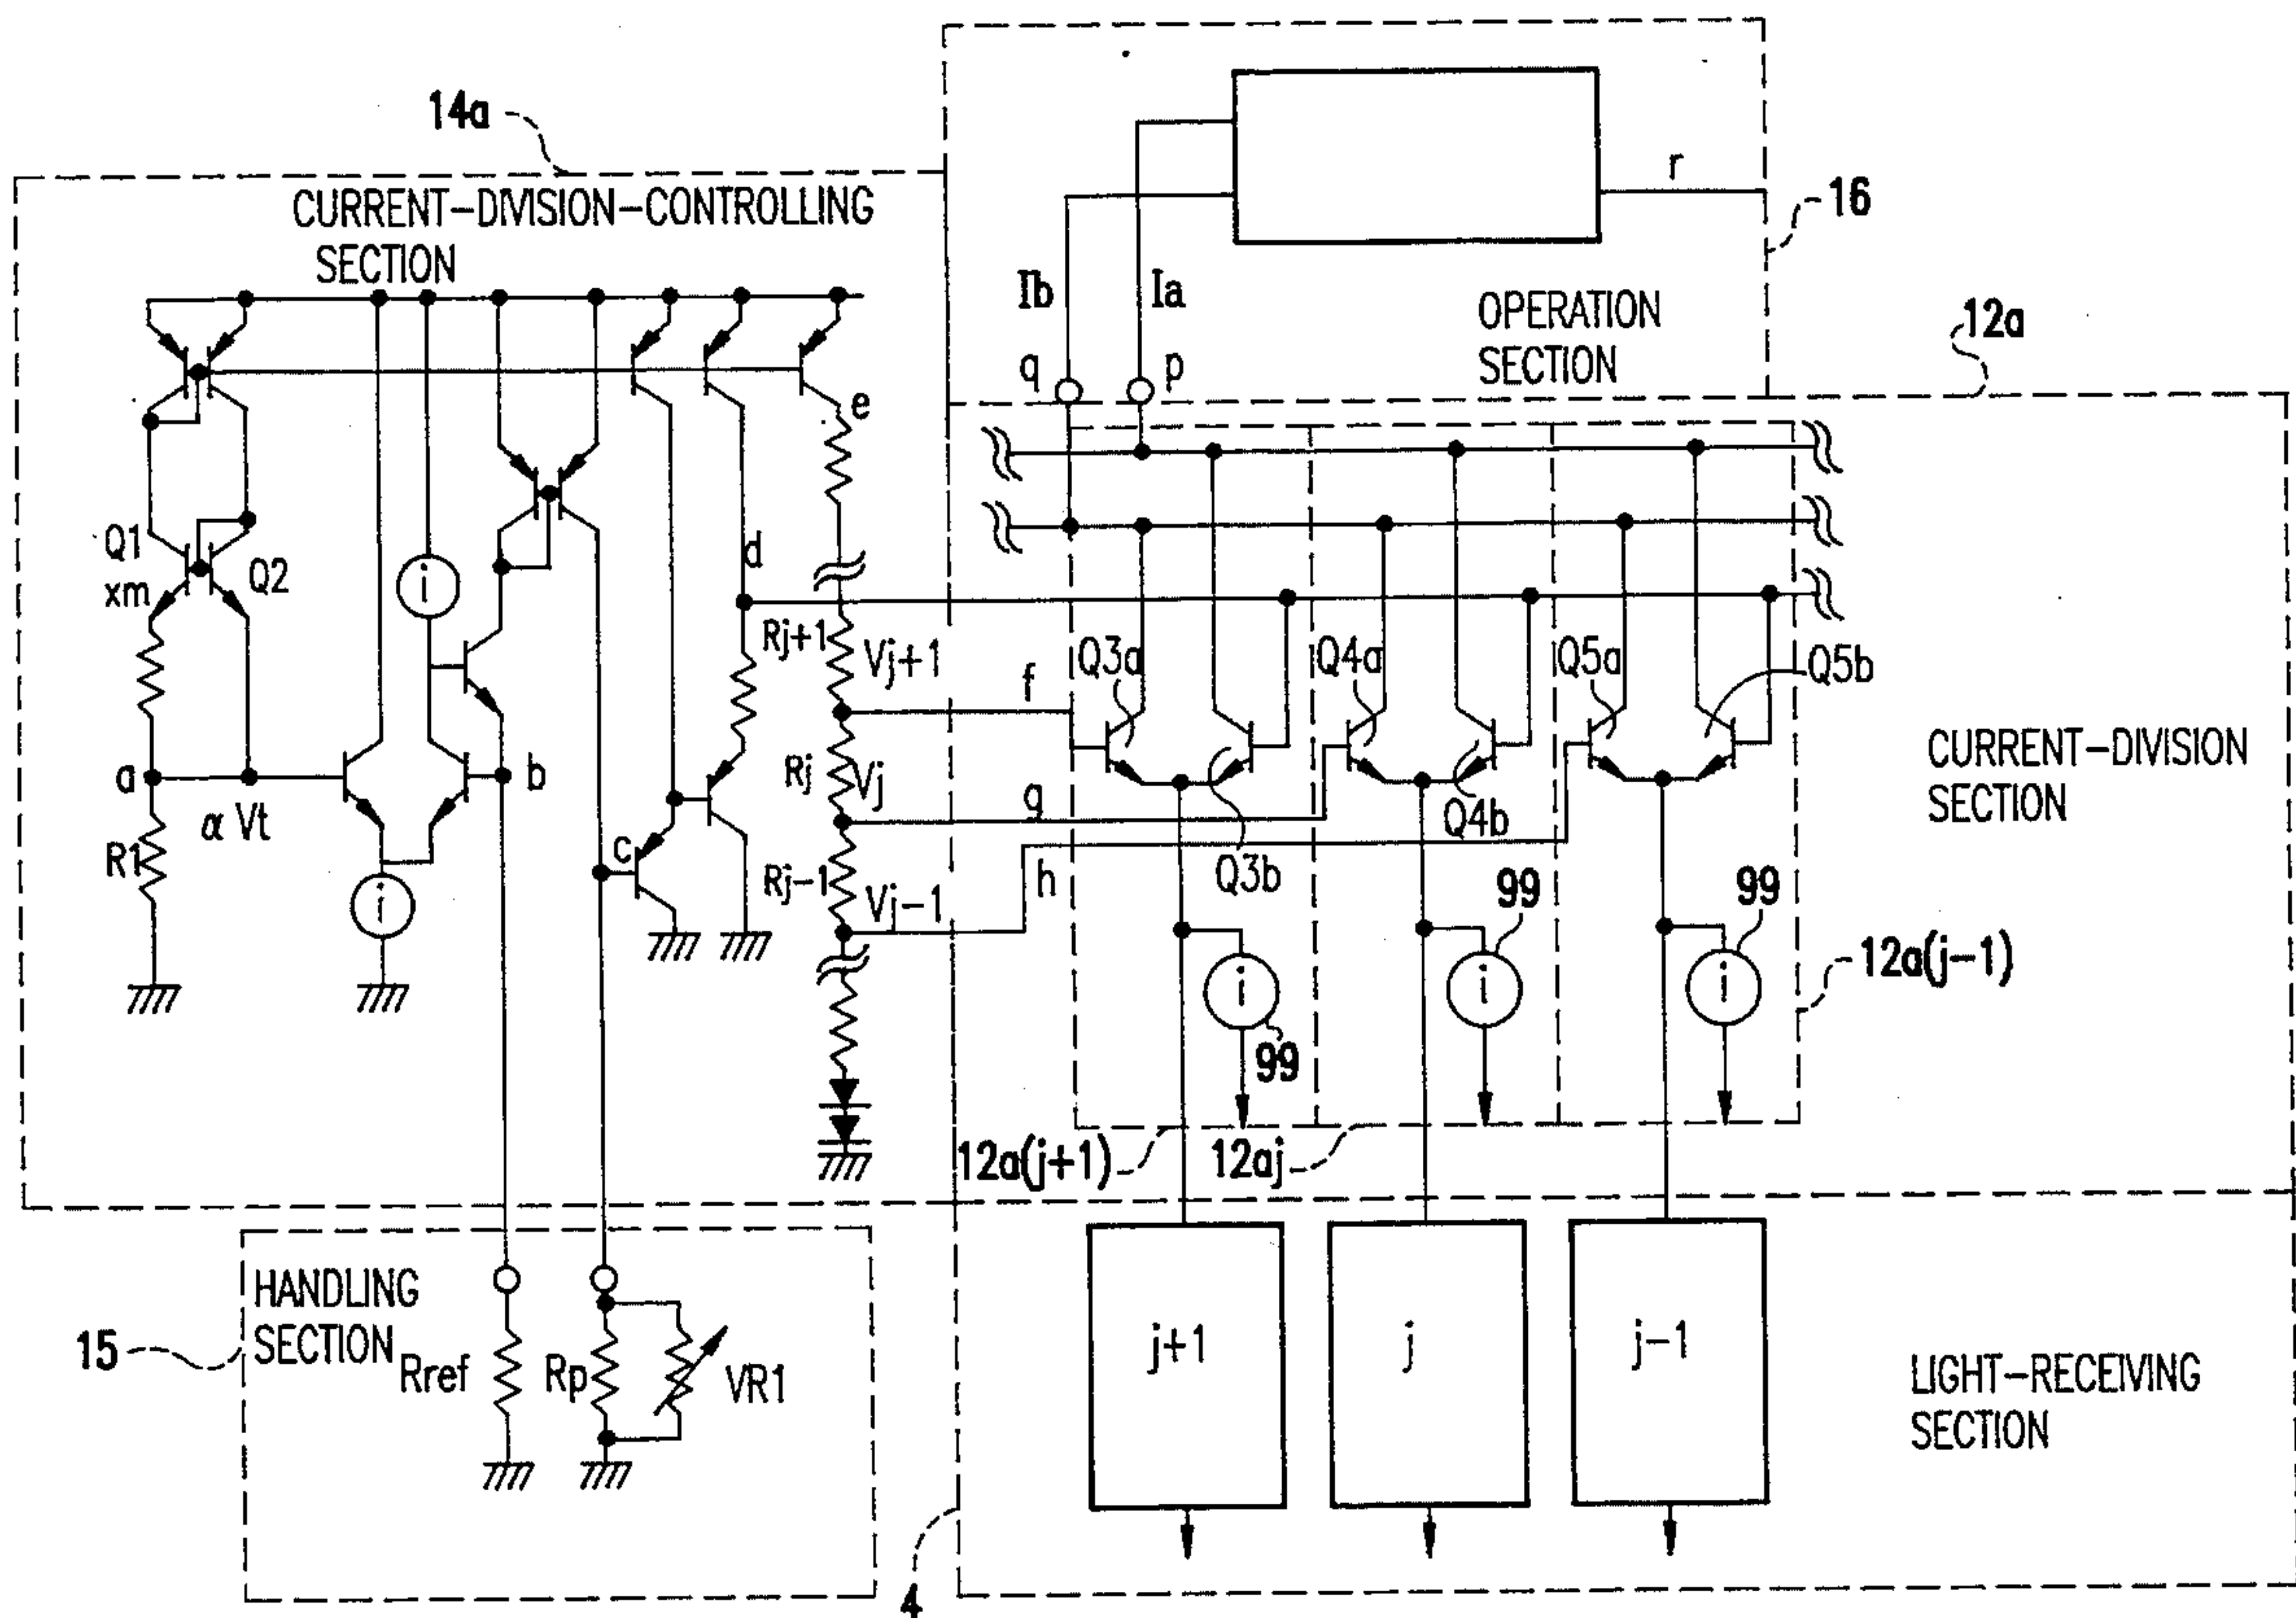 14a
CURRENT-DIVISION-CONTROLLING
SECTION
r
16
Ib
Ia
OPERATION
SECTION
12a
q
p
e
Q1
xm
Q2
i
d
Rj+1
Vj+1
f
Q3a
Q4a
Q5a
Q5b
CURRENT-DIVISION
SECTION
a
α Vt
b
Rj
Vj
g
Q4b
R1
i
c
Rj-1
Vj-1
h
Q3b
99
99
i
i
i
99
12a(j-1)
12a(j+1)
12aj
HANDLING
SECTION
15
Rref
Rp
VR1
j+1
j
j-1
LIGHT-RECEIVING
SECTION
4